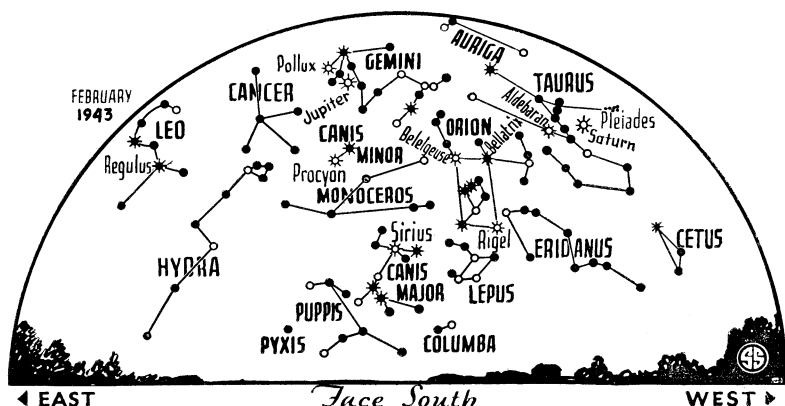 FEBRUARY
1943
LEO
Regulus
CANCER
Pollux
GEMINI
Jupiter
CANIS
MINOR
Procyon
MONOCEROS
AURIGA
TAURUS
Aldebaran
Pleiades
Saturn
ORION
Betelgeuse
Bellatrix
Rigel
HYDRA
Sirius
CANIS
MAJOR
LEPUS
ERIDANUS
CETUS
PUPPIS
PYXIS
COLUMBA
SS
EAST
Face South
WEST